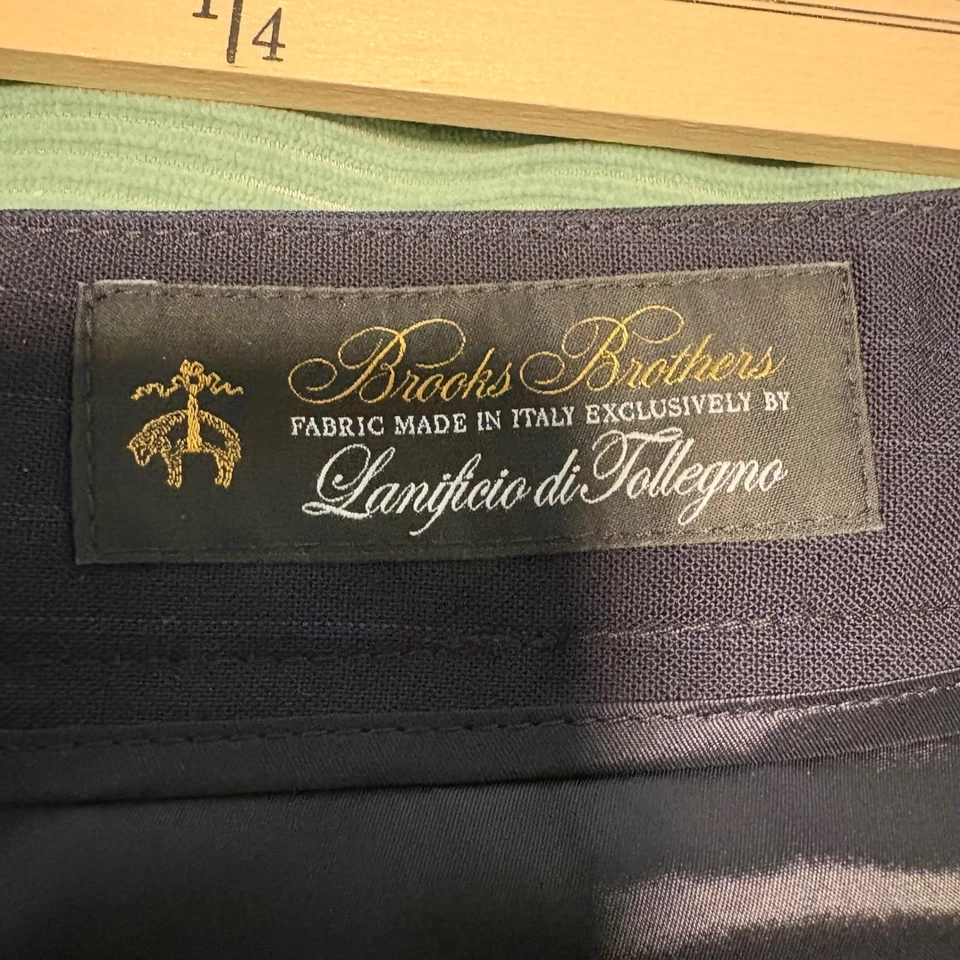 1/4
Brooks Brothers
FABRIC MADE IN ITALY EXCLUSIVELY BY
Lanificio di Tollegno